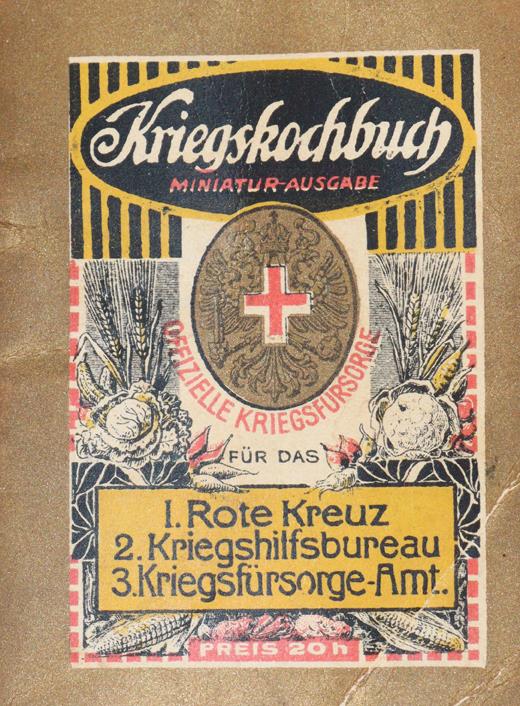 Kriegskochbuch
MINIATUR-AUSGABE
OFFIZIELLE KRIEGSFÜRSORGE
FÜR DAS
1. Rote Kreuz
2. Kriegshilfsbureau
3. Kriegsfürsorge-Amt.
PREIS 20 h